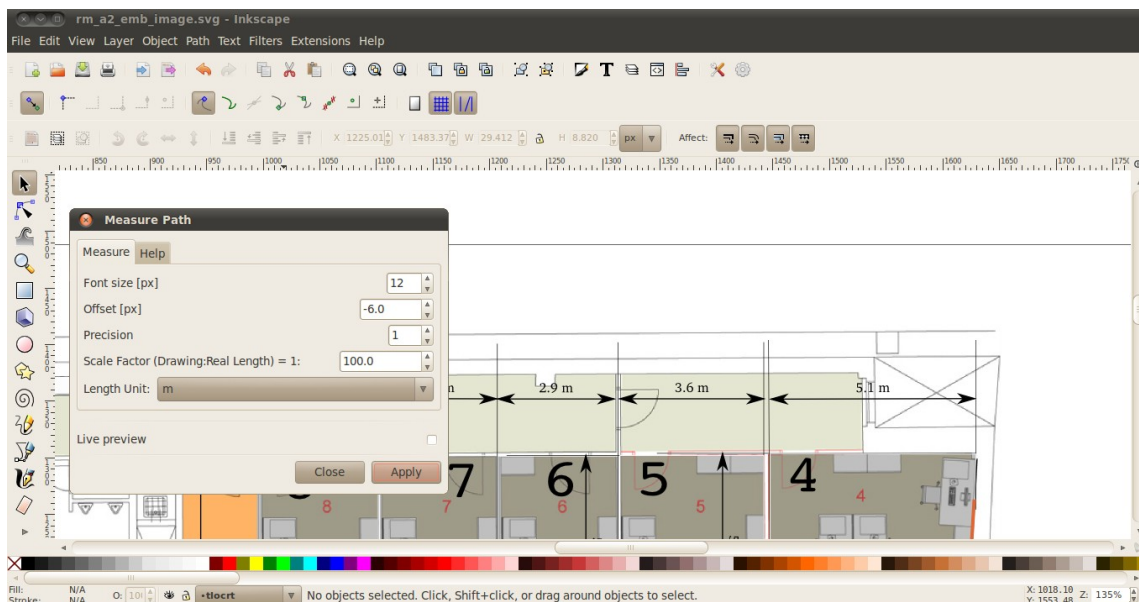 rm_a2_emb_image.svg - Inkscape
File Edit View Layer Object Path Text Filters Extensions Help
X 1225.01 Y 1483.37 W 29.412 H 8.820 px Affect:
850 900 950 1000 1050 1100 1150 1200 1250 1300 1350 1400 1450 1500 1550 1600 1650 1700 1750
Measure Path
Measure Help
Font size [px] 12
Offset [px] -6.0
Precision 1
Scale Factor (Drawing:Real Length) = 1: 100.0
Length Unit: m
Live preview
Close Apply
2.9 m 3.6 m 5.1 m
7 6 5 4
8 7 6 5 4
Fill: N/A
Stroke: N/A
O: •tlocrt No objects selected. Click, Shift+click, or drag around objects to select.
X: 1018.10
Y: 1553.48
Z: 135%